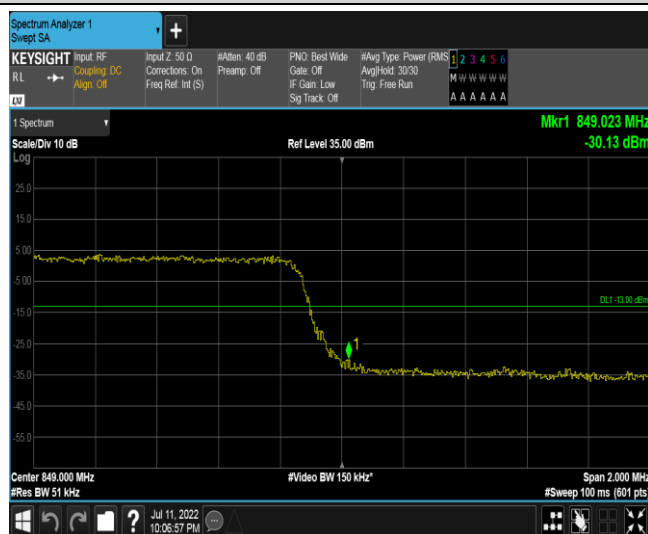 Spectrum Analyzer 1
Swept SA
+
KEYSIGHT
RL
LXI
Input: RF
Coupling: DC
Align: Off
Input Z: 50 Ω
Corrections: On
Freq Ref: Int (S)
#Atten: 40 dB
Preamp: Off
PNO: Best Wide
Gate: Off
IF Gain: Low
Sig Track: Off
#Avg Type: Power (RMS
Avg|Hold: 30/30
Trig: Free Run
1 2 3 4 5 6
M W W W W W
A A A A A A
1 Spectrum
Mkr1 849.023 MHz
Scale/Div 10 dB
Ref Level 35.00 dBm
-30.13 dBm
Log
25.0
15.0
5.00
-5.00
DL1 -13.00 dBm
-15.0
1
-25.0
-35.0
-45.0
-55.0
Center 849.000 MHz
#Video BW 150 kHz*
Span 2.000 MHz
#Res BW 51 kHz
#Sweep 100 ms (601 pts)
?
Jul 11, 2022
10:06:57 PM